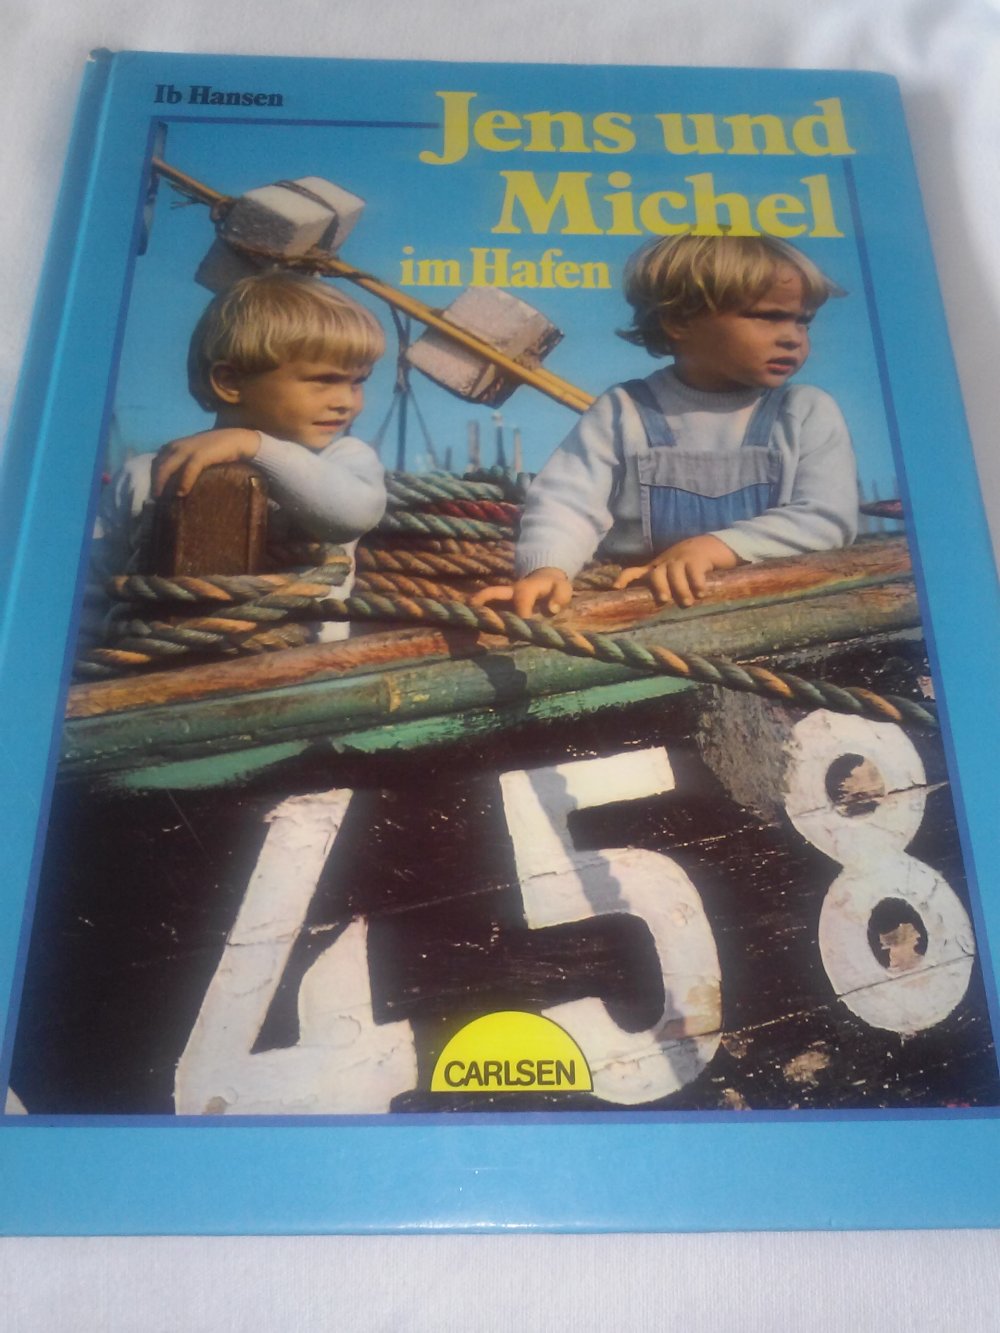 Ib Hansen
Jens und
Michel
im Hafen
458
CARLSEN